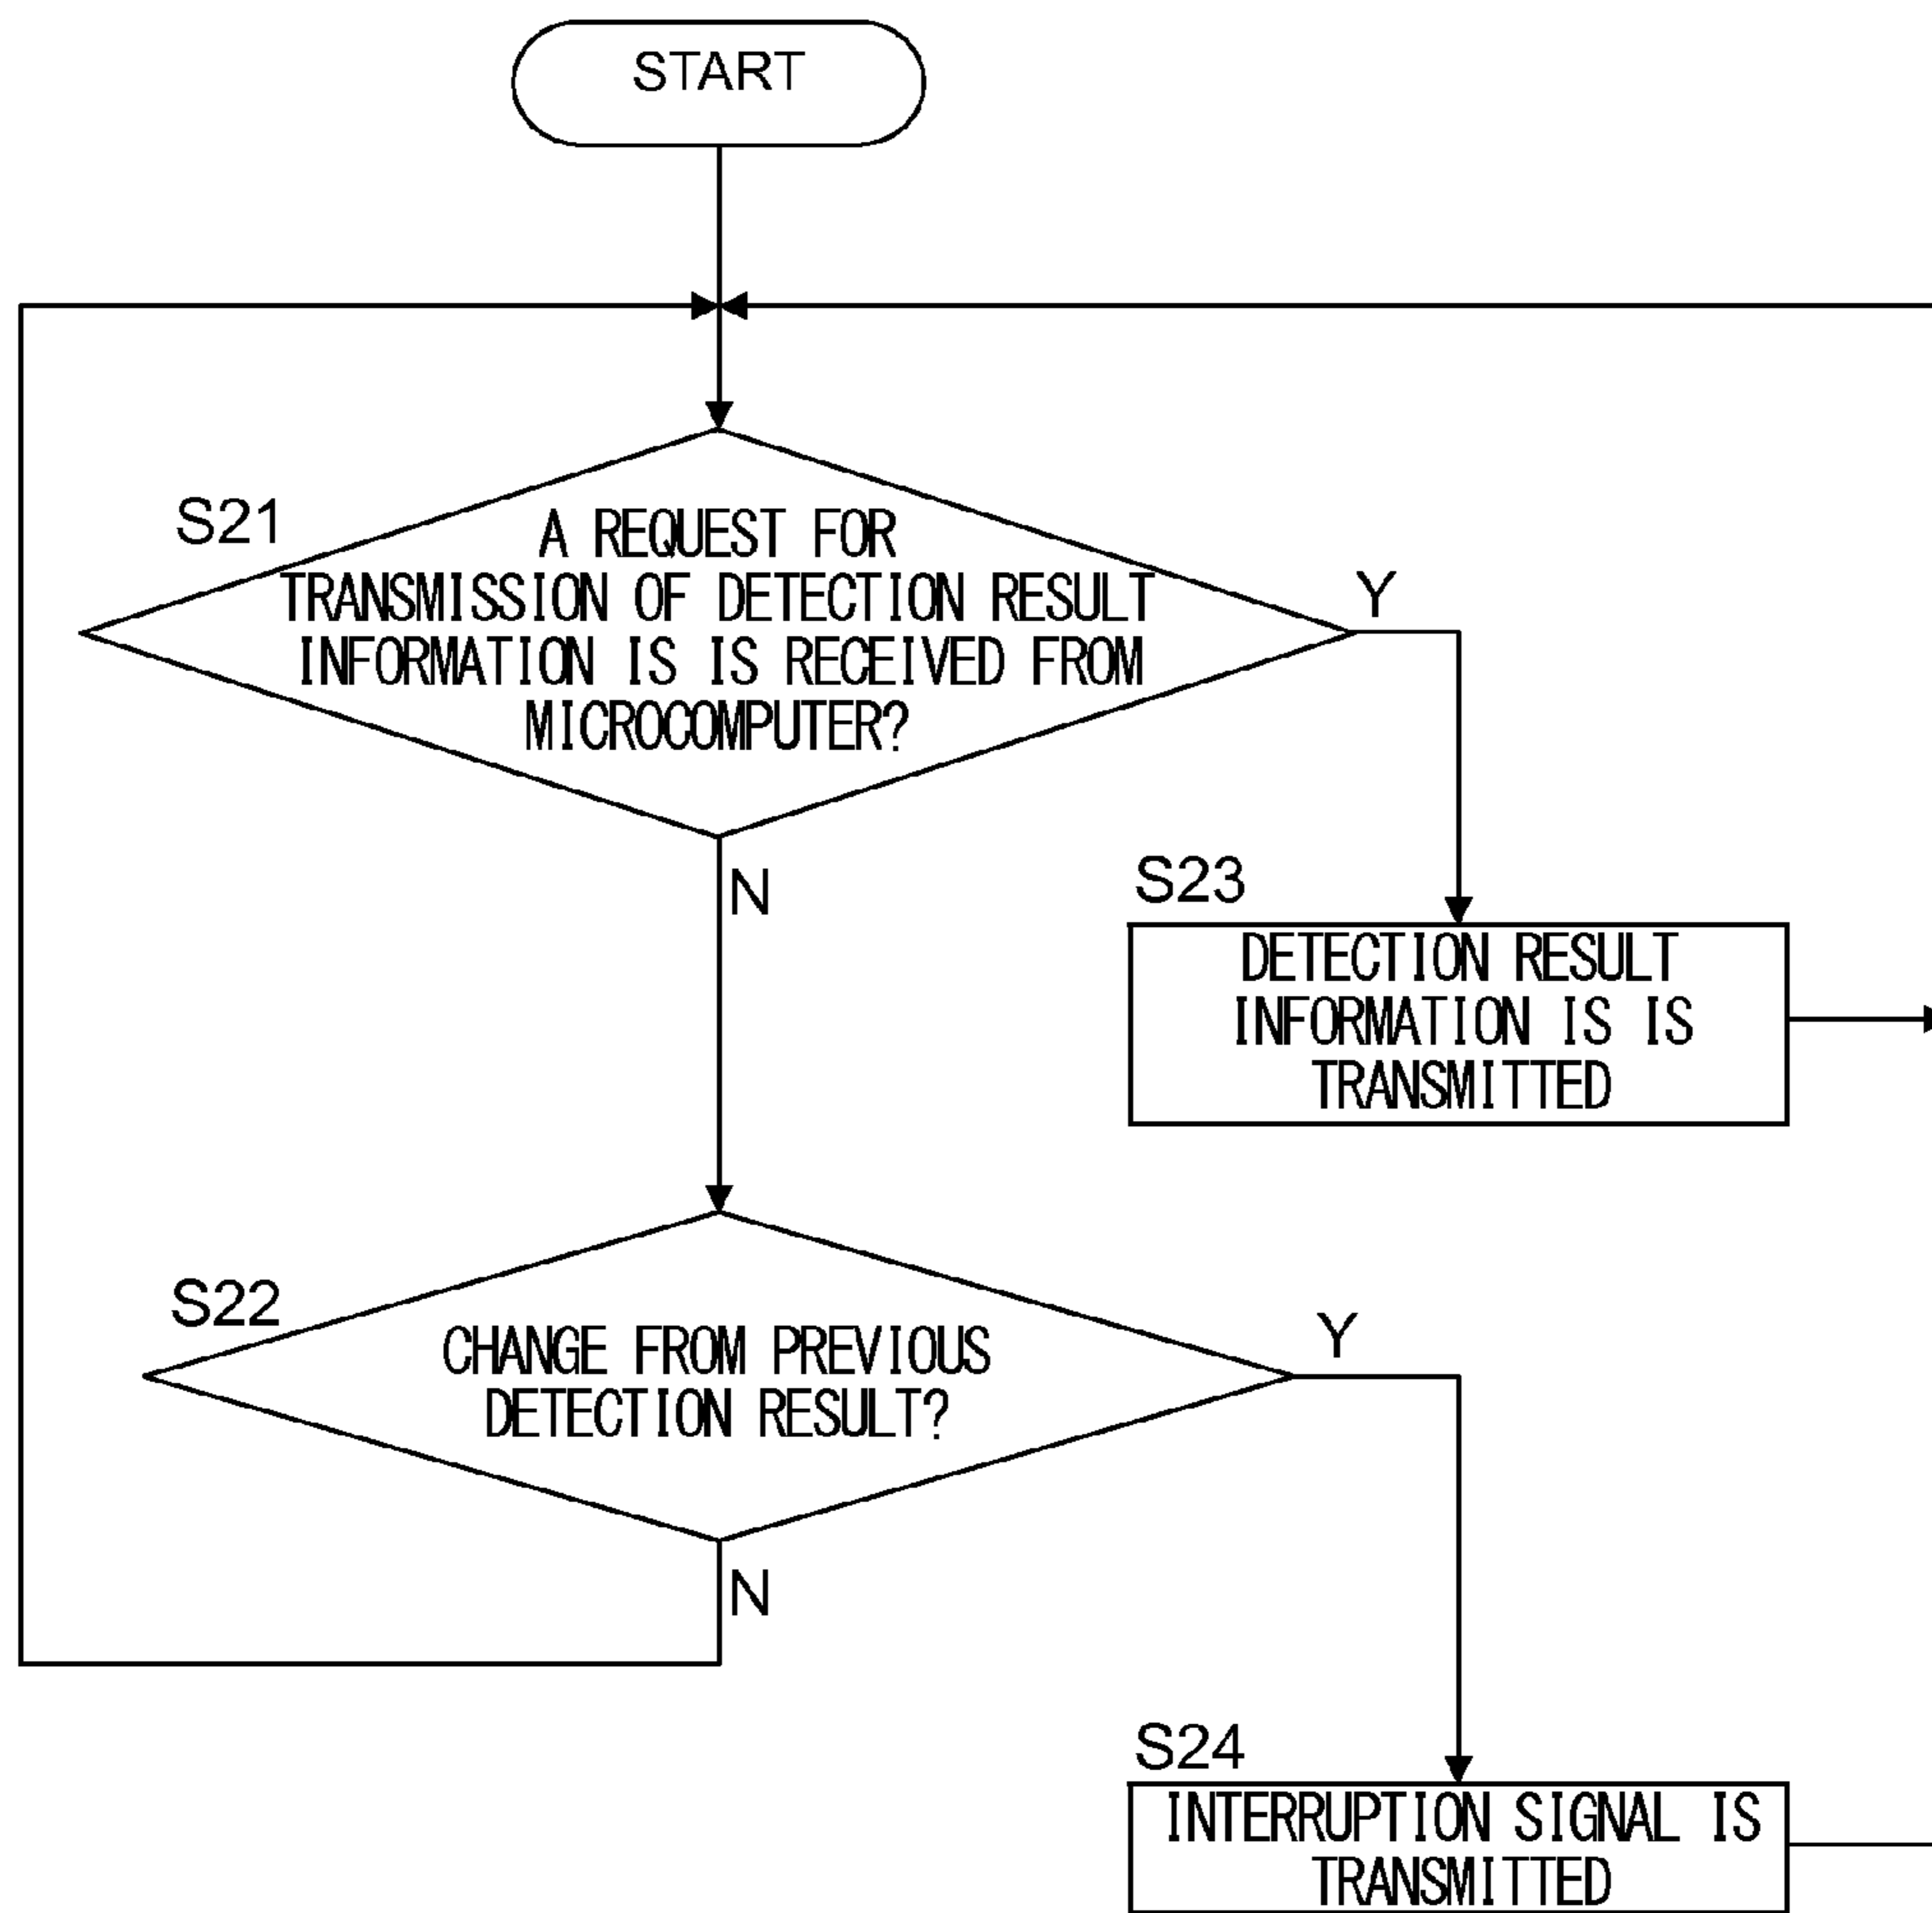 START
S21
A REQUEST FOR
TRANSMISSION OF DETECTION RESULT
INFORMATION IS IS RECEIVED FROM
MICROCOMPUTER?
Y
N
S23
DETECTION RESULT
INFORMATION IS IS
TRANSMITTED
S22
CHANGE FROM PREVIOUS
DETECTION RESULT?
Y
N
S24
INTERRUPTION SIGNAL IS
TRANSMITTED